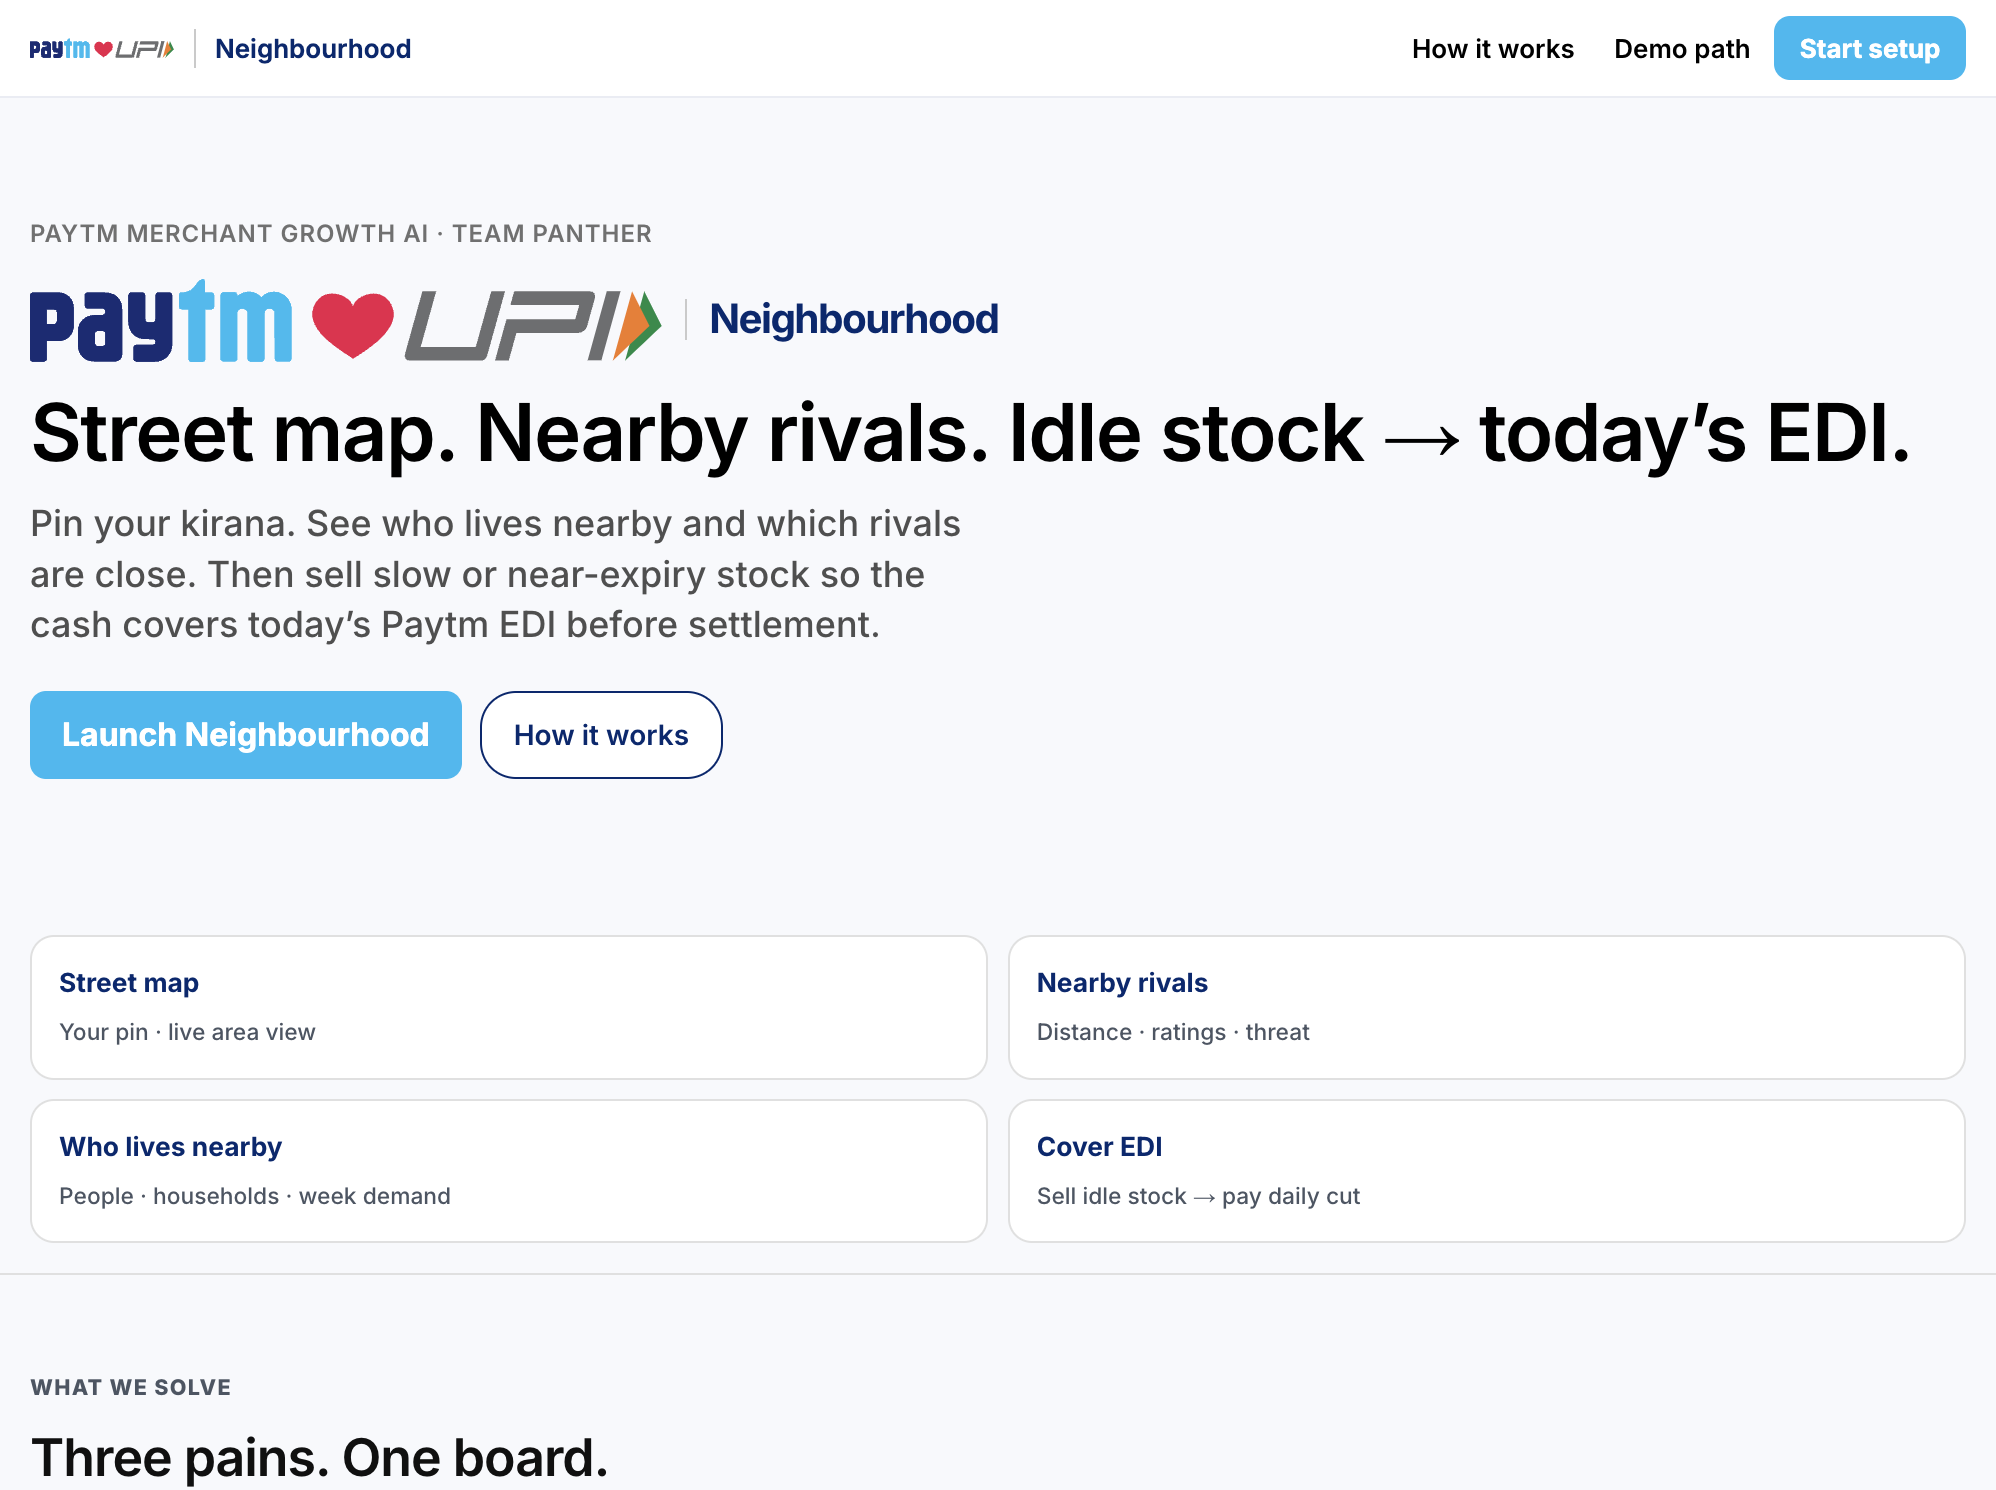 paytm UPI Neighbourhood
How it works
Demo path
Start setup
PAYTM MERCHANT GROWTH AI · TEAM PANTHER
paytm UPI Neighbourhood
Street map. Nearby rivals. Idle stock → today’s EDI.
Pin your kirana. See who lives nearby and which rivals
are close. Then sell slow or near-expiry stock so the
cash covers today’s Paytm EDI before settlement.
Launch Neighbourhood
How it works
Street map
Your pin · live area view
Nearby rivals
Distance · ratings · threat
Who lives nearby
People · households · week demand
Cover EDI
Sell idle stock → pay daily cut
WHAT WE SOLVE
Three pains. One board.